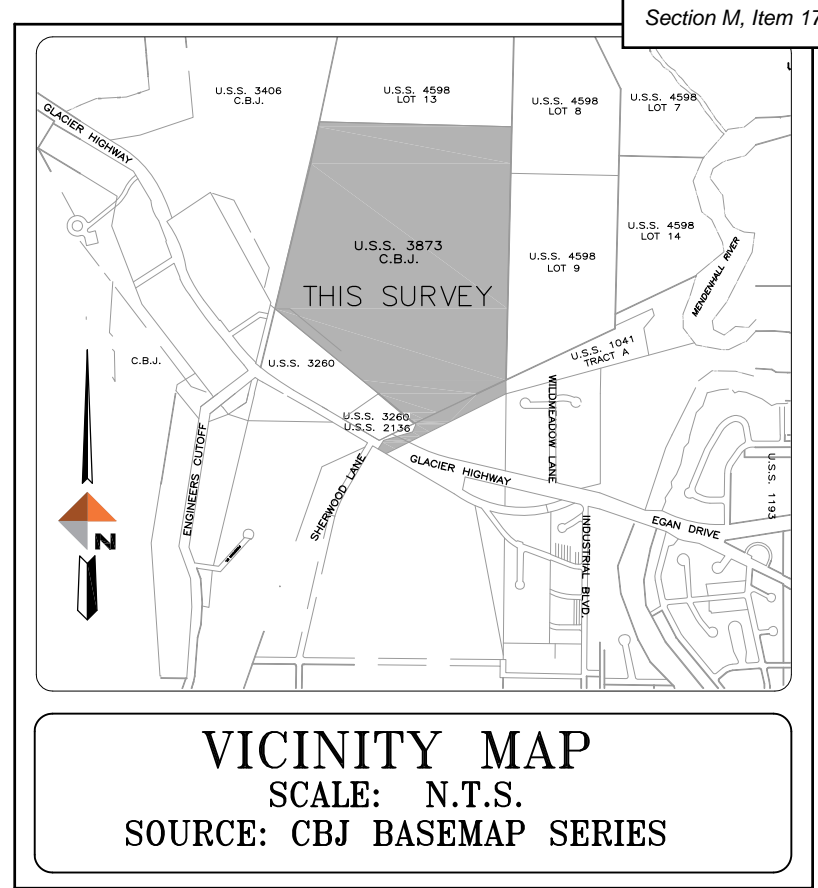 Section M, Item 17
U.S.S. 3406
C.B.J.
U.S.S. 4598
LOT 13
U.S.S. 4598
LOT 8
U.S.S. 4598
LOT 7
GLACIER HIGHWAY
U.S.S. 3873
C.B.J.
THIS SURVEY
U.S.S. 4598
LOT 9
U.S.S. 4598
LOT 14
MENDENHALL RIVER
C.B.J.
U.S.S. 3260
U.S.S. 1041
TRACT A
U.S.S. 3260
U.S.S. 2136
WILDMEADOW LANE
ENGINEERS CUTOFF
SHERWOOD LANE
GLACIER HIGHWAY
U.S.S. 1193
EGAN DRIVE
INDUSTRIAL BLVD.
N
VICINITY MAP
SCALE: N.T.S.
SOURCE: CBJ BASEMAP SERIES